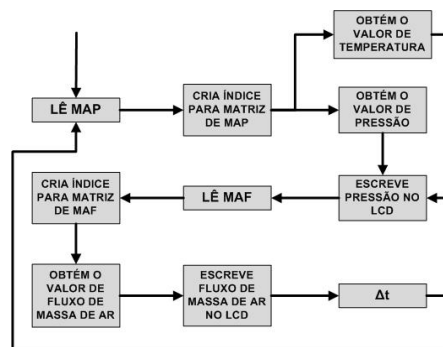 OBTÉM O
VALOR DE
TEMPERATURA
LÊ MAP
CRIA ÍNDICE
PARA MATRIZ
DE MAP
OBTÉM O
VALOR DE
PRESSÃO
CRIA ÍNDICE
PARA MATRIZ
DE MAF
LÊ MAF
ESCREVE
PRESSÃO NO
LCD
OBTÉM O
VALOR DE
FLUXO DE
MASSA DE AR
ESCREVE
FLUXO DE
MASSA DE AR
NO LCD
Δt